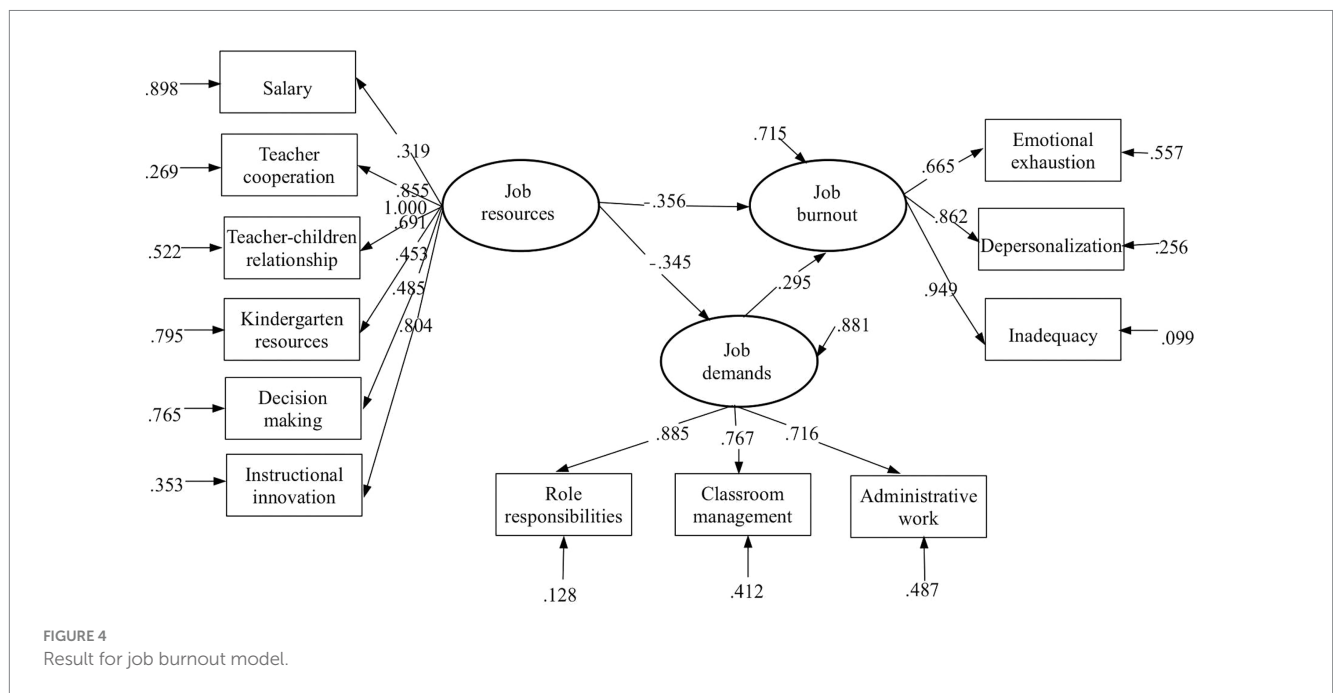 .898
Salary
.319
.269
Teacher
cooperation
.855
1.000
.691
.522
Teacher-children
relationship
.453
.485
.795
Kindergarten
resources
.804
.765
Decision
making
.353
Instructional
innovation
Job
resources
-.356
-.345
.715
Job
burnout
.295
.665
.862
.949
Emotional
exhaustion
.557
Depersonalization
.256
Inadequacy
.099
.881
Job
demands
.885
.767
.716
Role
responsibilities
Classroom
management
Administrative
work
.128
.412
.487
FIGURE 4
Result for job burnout model.